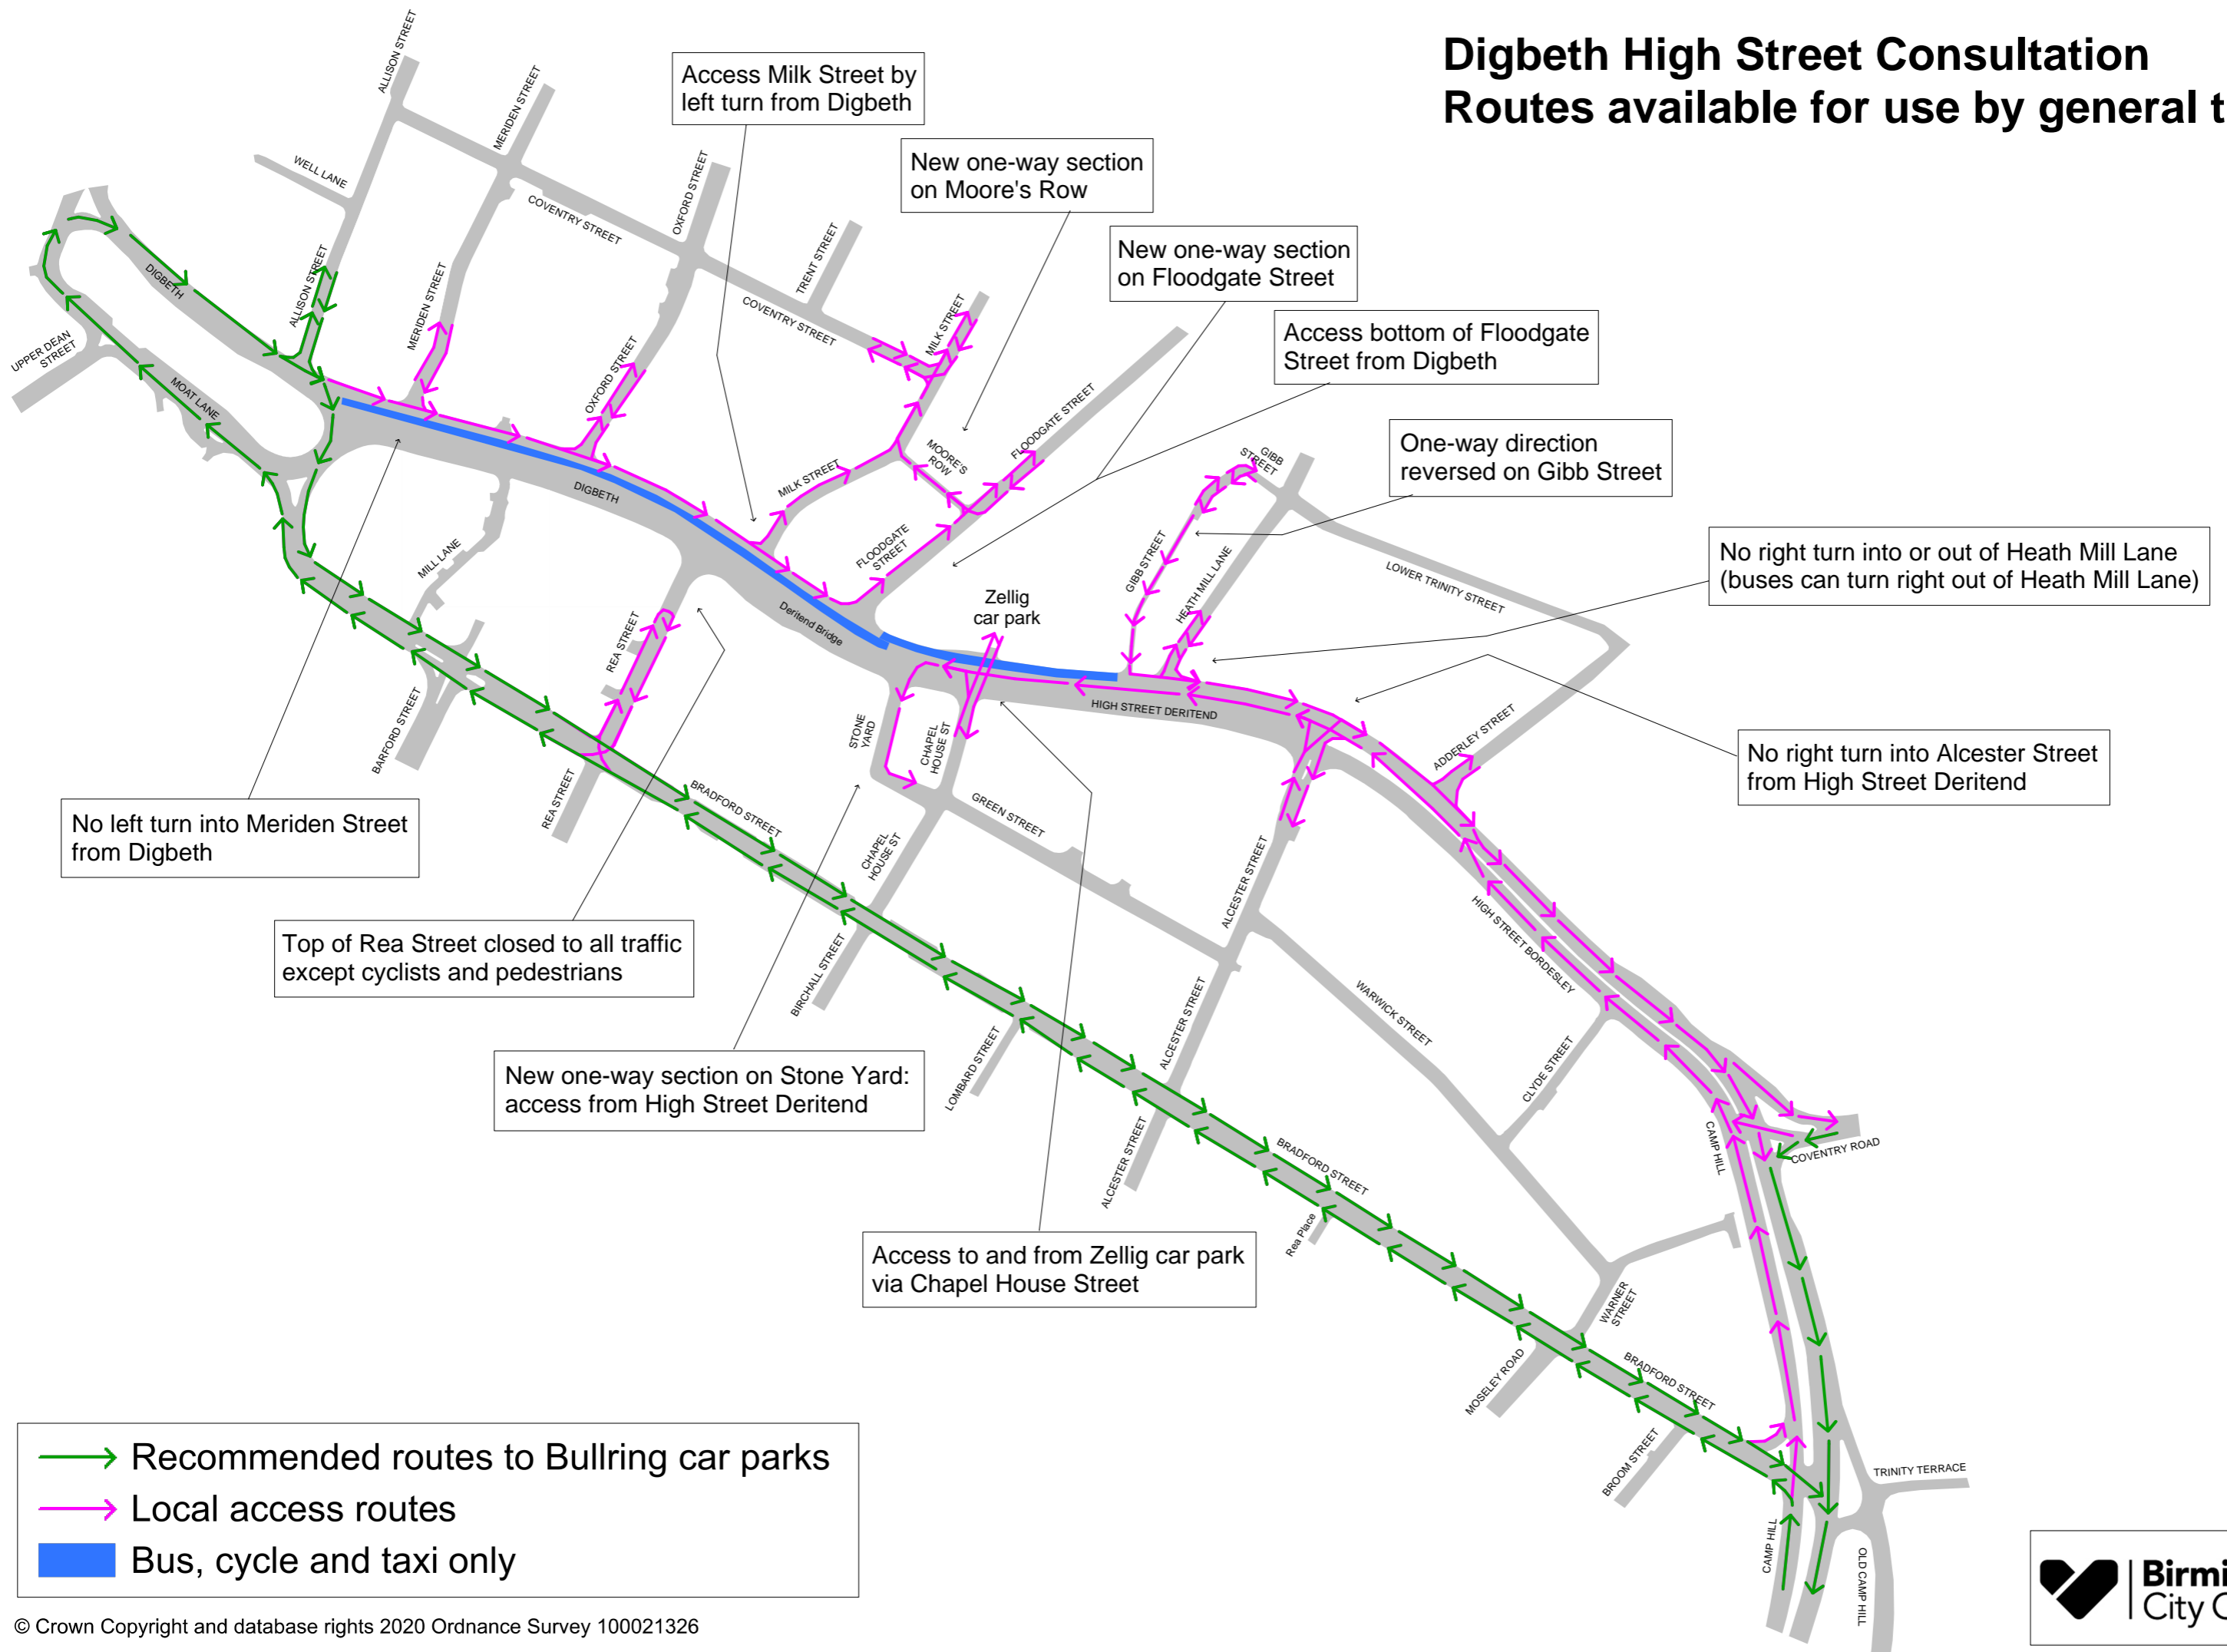 Digbeth High Street Consultation
Routes available for use by general t
Access Milk Street by
left turn from Digbeth
New one-way section
on Moore's Row
New one-way section
on Floodgate Street
Access bottom of Floodgate
Street from Digbeth
One-way direction
reversed on Gibb Street
No right turn into or out of Heath Mill Lane
(buses can turn right out of Heath Mill Lane)
No right turn into Alcester Street
from High Street Deritend
No left turn into Meriden Street
from Digbeth
Top of Rea Street closed to all traffic
except cyclists and pedestrians
New one-way section on Stone Yard:
access from High Street Deritend
Access to and from Zellig car park
via Chapel House Street
ALLISON STREET
MERIDEN STREET
WELL LANE
COVENTRY STREET
OXFORD STREET
TRENT STREET
COVENTRY STREET
MILK STREET
DIGBETH
ALLISON STREET
MERIDEN STREET
UPPER DEAN
STREET
MOAT LANE
OXFORD STREET
MILK STREET
MOORE'S
ROW
FLOODGATE STREET
FLOODGATE
STREET
GIBB
STREET
GIBB STREET
HEATH MILL LANE
LOWER TRINITY STREET
DIGBETH
MILL LANE
Deritend Bridge
Zellig
car park
REA STREET
BARFORD STREET
REA STREET
STONE
YARD
CHAPEL
HOUSE ST
HIGH STREET DERITEND
ADDERLEY STREET
BRADFORD STREET
CHAPEL
HOUSE ST
GREEN STREET
ALCESTER STREET
HIGH STREET BORDESLEY
BIRCHALL STREET
LOMBARD STREET
ALCESTER STREET
WARWICK STREET
CLYDE STREET
ALCESTER STREET
BRADFORD STREET
Rea Place
CAMP HILL
COVENTRY ROAD
WARNER
STREET
MOSELEY ROAD
BRADFORD STREET
BROOM STREET
TRINITY TERRACE
CAMP HILL
OLD CAMP HILL
Recommended routes to Bullring car parks
Local access routes
Bus, cycle and taxi only
© Crown Copyright and database rights 2020 Ordnance Survey 100021326
Birmi
City C